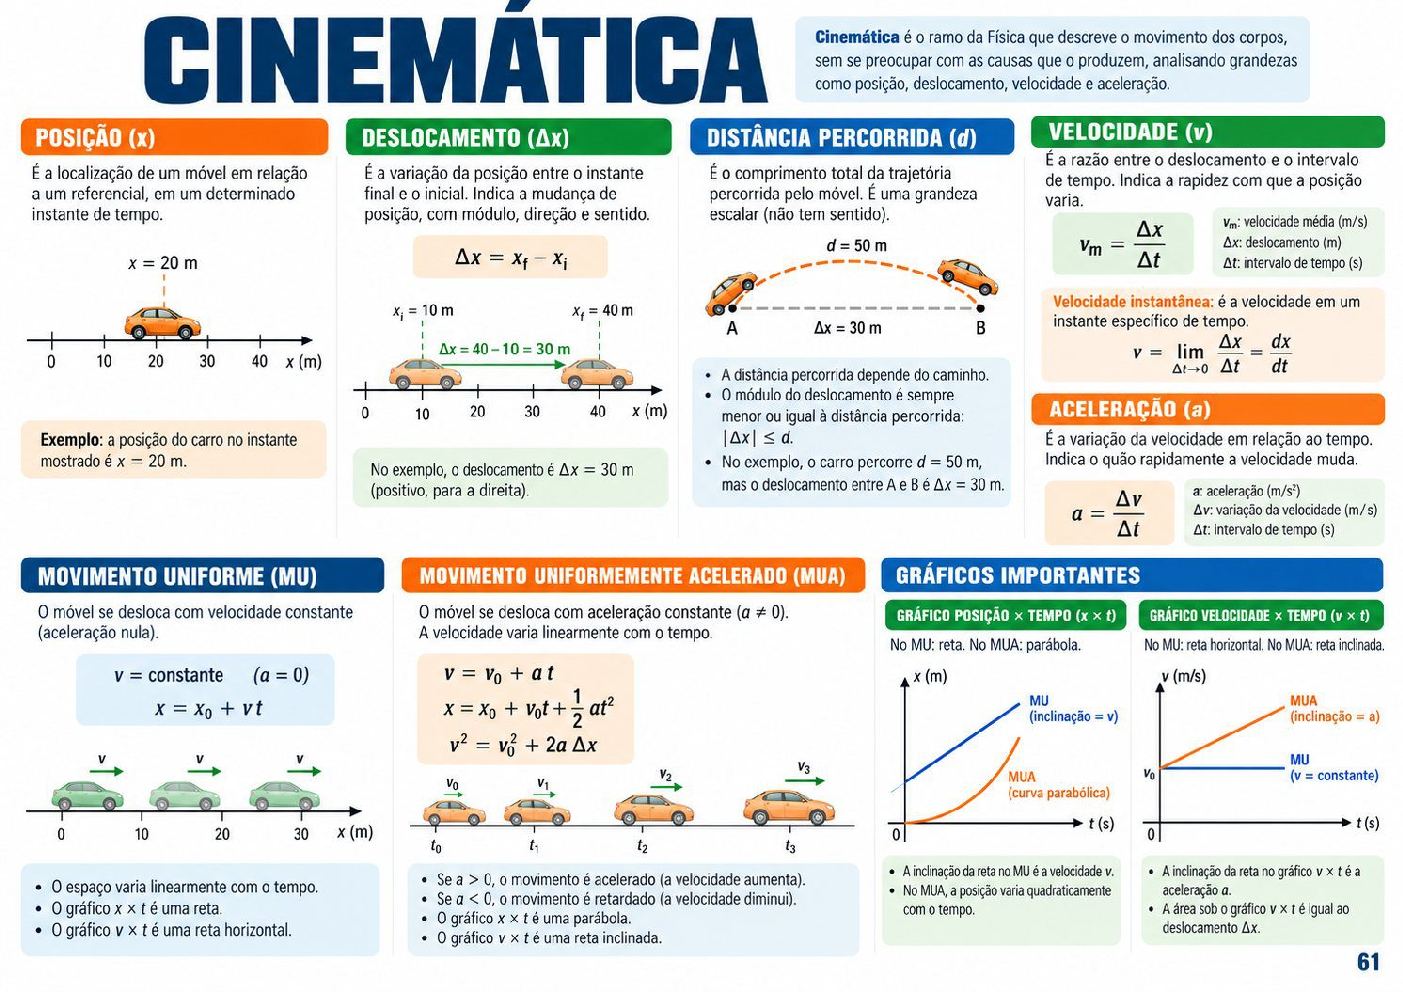 CINEMÁTICA
Cinemática é o ramo da Física que descreve o movimento dos corpos,
sem se preocupar com as causas que o produzem, analisando grandezas
como posição, deslocamento, velocidade e aceleração.
POSIÇÃO (x)
É a localização de um móvel em relação
a um referencial, em um determinado
instante de tempo.
x = 20 m
0 10 20 30 40 x (m)
Exemplo: a posição do carro no instante
mostrado é x = 20 m.
DESLOCAMENTO (Δx)
É a variação da posição entre o instante
final e o inicial. Indica a mudança de
posição, com módulo, direção e sentido.
Δx = xf − xi
xi = 10 m xf = 40 m
Δx = 40 − 10 = 30 m
0 10 20 30 40 x (m)
No exemplo, o deslocamento é Δx = 30 m
(positivo, para a direita).
DISTÂNCIA PERCORRIDA (d)
É o comprimento total da trajetória
percorrida pelo móvel. É uma grandeza
escalar (não tem sentido).
d = 50 m
A Δx = 30 m B
• A distância percorrida depende do caminho.
• O módulo do deslocamento é sempre
menor ou igual à distância percorrida:
|Δx| ≤ d.
• No exemplo, o carro percorre d = 50 m,
mas o deslocamento entre A e B é Δx = 30 m.
VELOCIDADE (v)
É a razão entre o deslocamento e o intervalo
de tempo. Indica a rapidez com que a posição
varia.
vm = Δx/Δt
vm: velocidade média (m/s)
Δx: deslocamento (m)
Δt: intervalo de tempo (s)
Velocidade instantânea: é a velocidade em um
instante específico de tempo.
v = lim Δt→0 Δx/Δt = dx/dt
ACELERAÇÃO (a)
É a variação da velocidade em relação ao tempo.
Indica o quão rapidamente a velocidade muda.
a = Δv/Δt
a: aceleração (m/s²)
Δv: variação da velocidade (m/s)
Δt: intervalo de tempo (s)
MOVIMENTO UNIFORME (MU)
O móvel se desloca com velocidade constante
(aceleração nula).
v = constante (a = 0)
x = x0 + vt
v v v
0 10 20 30 x (m)
• O espaço varia linearmente com o tempo.
• O gráfico x × t é uma reta.
• O gráfico v × t é uma reta horizontal.
MOVIMENTO UNIFORMEMENTE ACELERADO (MUA)
O móvel se desloca com aceleração constante (a ≠ 0).
A velocidade varia linearmente com o tempo.
v = v0 + at
x = x0 + v0t + 1/2 at²
v² = v0² + 2a Δx
v0 v1 v2 v3
t0 t1 t2 t3
• Se a > 0, o movimento é acelerado (a velocidade aumenta).
• Se a < 0, o movimento é retardado (a velocidade diminui).
• O gráfico x × t é uma parábola.
• O gráfico v × t é uma reta inclinada.
GRÁFICOS IMPORTANTES
GRÁFICO POSIÇÃO × TEMPO (x × t)
No MU: reta. No MUA: parábola.
x (m)
MU
(inclinação = v)
MUA
(curva parabólica)
0 t (s)
• A inclinação da reta no MU é a velocidade v.
• No MUA, a posição varia quadraticamente
com o tempo.
GRÁFICO VELOCIDADE × TEMPO (v × t)
No MU: reta horizontal. No MUA: reta inclinada.
v (m/s)
MUA
(inclinação = a)
MU
(v = constante)
v0
0 t (s)
• A inclinação da reta no gráfico v × t é a
aceleração a.
• A área sob o gráfico v × t é igual ao
deslocamento Δx.
61